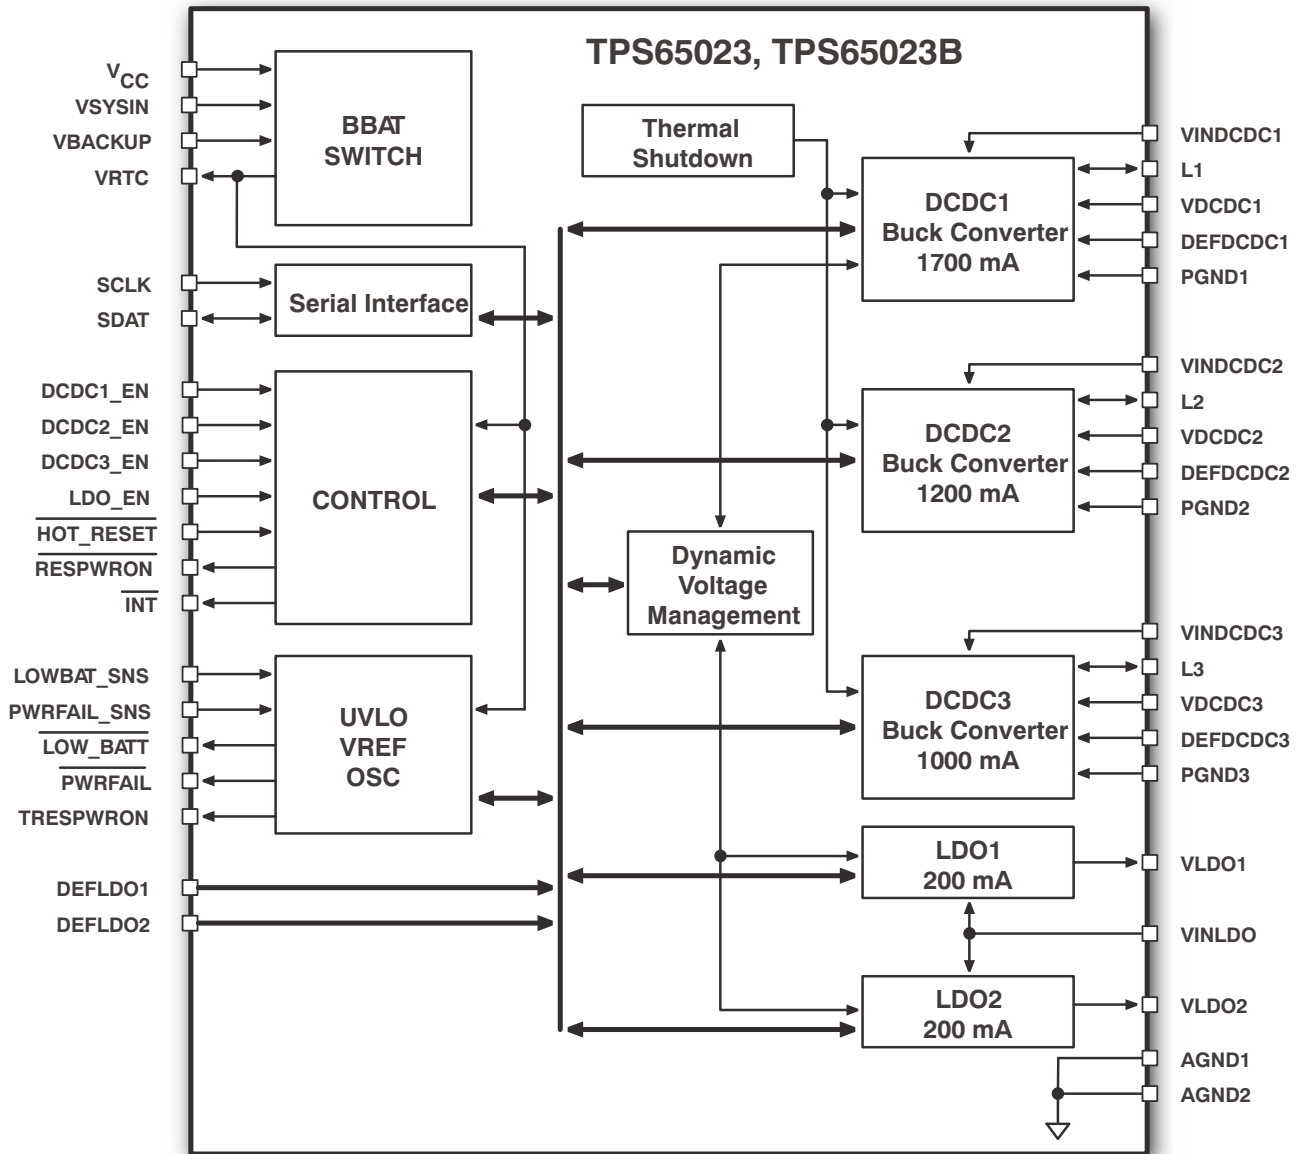 TPS65023, TPS65023B
VCC
VSYSIN
VBACKUP
VRTC
BBAT
SWITCH
SCLK
SDAT
Serial Interface
DCDC1_EN
DCDC2_EN
DCDC3_EN
LDO_EN
HOT_RESET
RESPWRON
INT
CONTROL
LOWBAT_SNS
PWRFAIL_SNS
LOW_BATT
PWRFAIL
TRESPWRON
UVLO
VREF
OSC
DEFLDO1
DEFLDO2
Thermal
Shutdown
Dynamic
Voltage
Management
DCDC1
Buck Converter
1700 mA
VINDCDC1
L1
VDCDC1
DEFDCDC1
PGND1
DCDC2
Buck Converter
1200 mA
VINDCDC2
L2
VDCDC2
DEFDCDC2
PGND2
DCDC3
Buck Converter
1000 mA
VINDCDC3
L3
VDCDC3
DEFDCDC3
PGND3
LDO1
200 mA
VLDO1
VINLDO
LDO2
200 mA
VLDO2
AGND1
AGND2